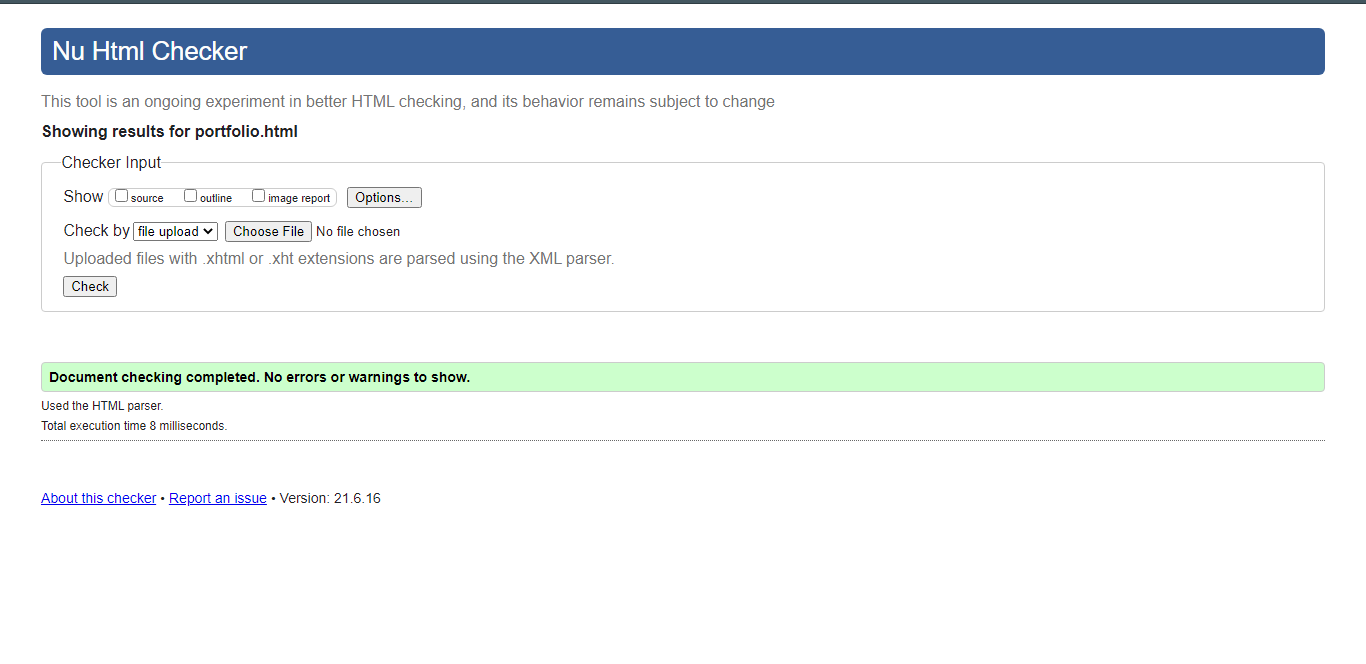 Nu Html Checker
This tool is an ongoing experiment in better HTML checking, and its behavior remains subject to change
Showing results for portfolio.html
Checker Input
Show source outline image report Options...
Check by file upload Choose File No file chosen
Uploaded files with .xhtml or .xht extensions are parsed using the XML parser.
Check
Document checking completed. No errors or warnings to show.
Used the HTML parser.
Total execution time 8 milliseconds.
About this checker • Report an issue • Version: 21.6.16